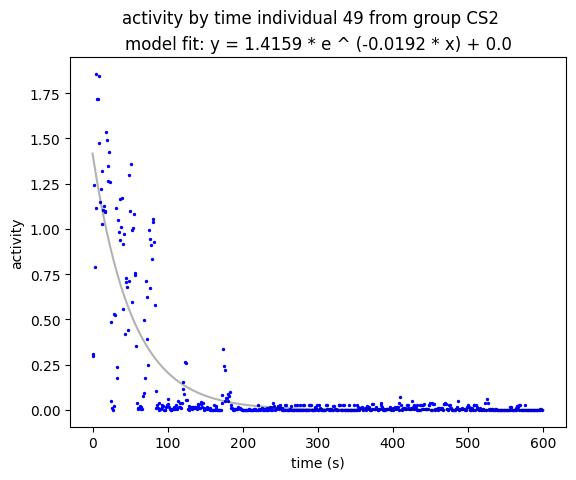 activity by time individual 49 from group CS2
model fit: y = 1.4159 * e ^ (-0.0192 * x) + 0.0
1.75
1.50
1.25
1.00
0.75
0.50
0.25
0.00
activity
0 100 200 300 400 500 600
time (s)